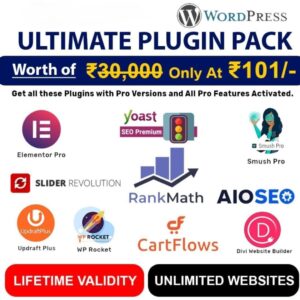 WORDPRESS
ULTIMATE PLUGIN PACK
Worth of ₹30,000 Only At ₹101/-
Get all these Plugins with Pro Versions and All Pro Features Activated.
Elementor Pro
yoast
SEO Premium
Smush Pro
Smush Pro
SLIDER REVOLUTION
RankMath
AIOSEO
UpdraftPlus
Updraft Plus
WP ROCKET
WP Rocket
CartFlows
D
Divi Website Builder
LIFETIME VALIDITY
UNLIMITED WEBSITES